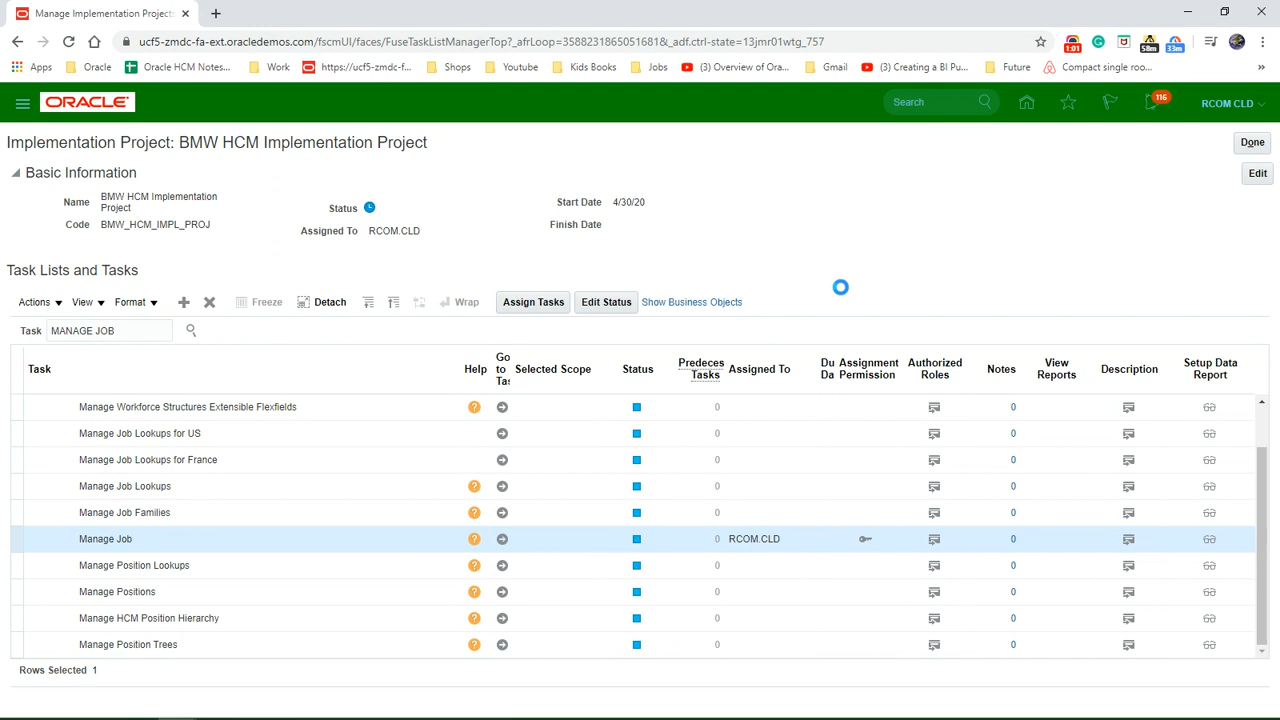 Manage Implementation Project:
ucf5-zmdc-fa-ext.oracledemos.com/fscmUI/faces/FuseTaskListManagerTop?_afrLoop=3588231865051681&_adf.ctrl-state=13jmr01wtg_757
1:01
58m
33m
Apps
Oracle
Oracle HCM Notes...
Work
https://ucf5-zmdc-f...
Shops
Youtube
Kids Books
Jobs
(3) Overview of Ora...
Gmail
(3) Creating a BI Pu...
Future
Compact single roo...
ORACLE
Search
116
RCOM CLD
Implementation Project: BMW HCM Implementation Project
Done
Basic Information
Edit
Name BMW HCM Implementation Project
Code BMW_HCM_IMPL_PROJ
Status
Assigned To RCOM.CLD
Start Date 4/30/20
Finish Date
Task Lists and Tasks
Actions View Format Freeze Detach Wrap Assign Tasks Edit Status Show Business Objects
Task MANAGE JOB
Task Help Go to Tas Selected Scope Status Predeces Tasks Assigned To Du Da Assignment Permission Authorized Roles Notes View Reports Description Setup Data Report
Manage Workforce Structures Extensible Flexfields ? 0 0
Manage Job Lookups for US 0 0
Manage Job Lookups for France 0 0
Manage Job Lookups ? 0 0
Manage Job Families ? 0 0
Manage Job ? 0 RCOM.CLD 0
Manage Position Lookups ? 0 0
Manage Positions ? 0 0
Manage HCM Position Hierarchy ? 0 0
Manage Position Trees ? 0 0
Rows Selected 1